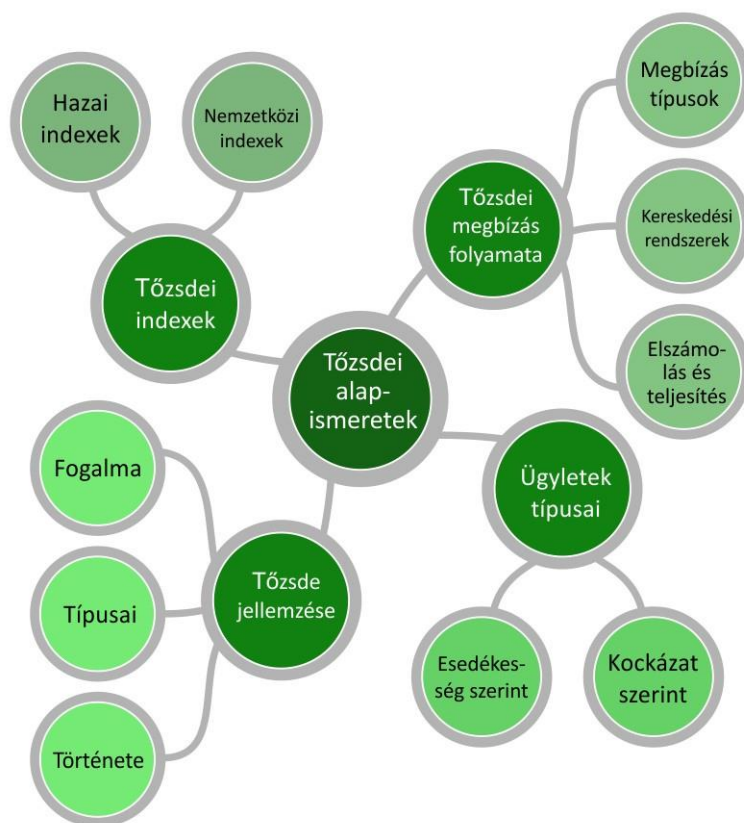 Hazai
indexek
Nemzetközi
indexek
Tőzsdei
indexek
Megbízás
típusok
Tőzsdei
megbízás
folyamata
Kereskedési
rendszerek
Elszámo-
lás és
teljesítés
Tőzsdei
alap-
ismeretek
Fogalma
Típusai
Története
Tőzsde
jellemzése
Ügyletek
típusai
Esedékes-
ség szerint
Kockázat
szerint